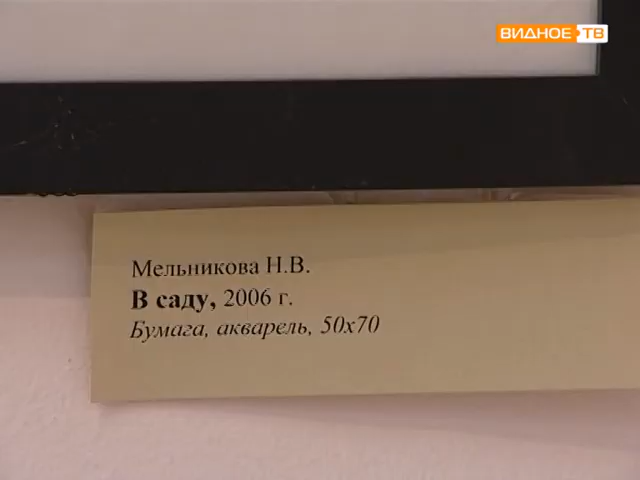 ВИДНОЕ ТВ
Мельникова Н.В.
В саду, 2006 г.
Бумага, акварель, 50х70